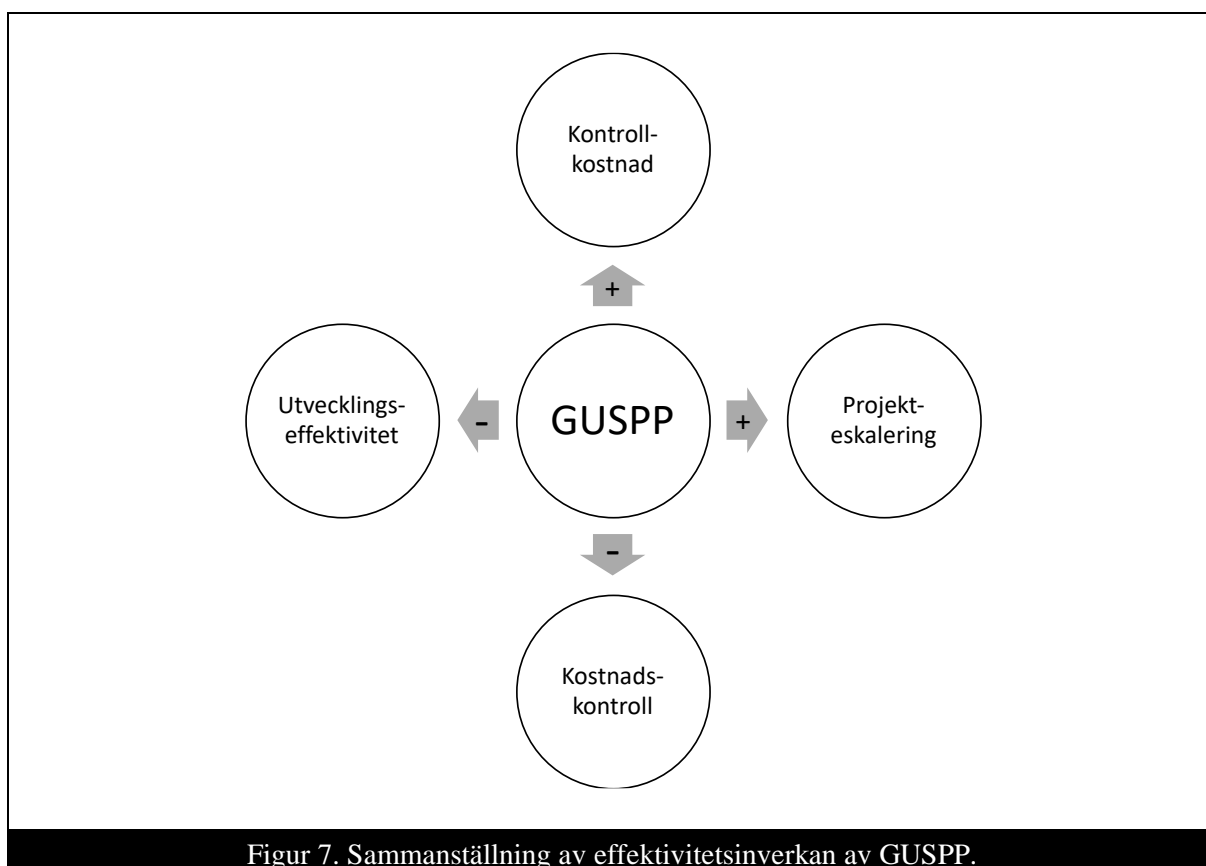 Kontroll-
kostnad
+
Utvecklings-
effektivitet
-
GUSPP
+
Projekt-
eskalering
-
Kostnads-
kontroll
Figur 7. Sammanställning av effektivitetsinverkan av GUSPP.